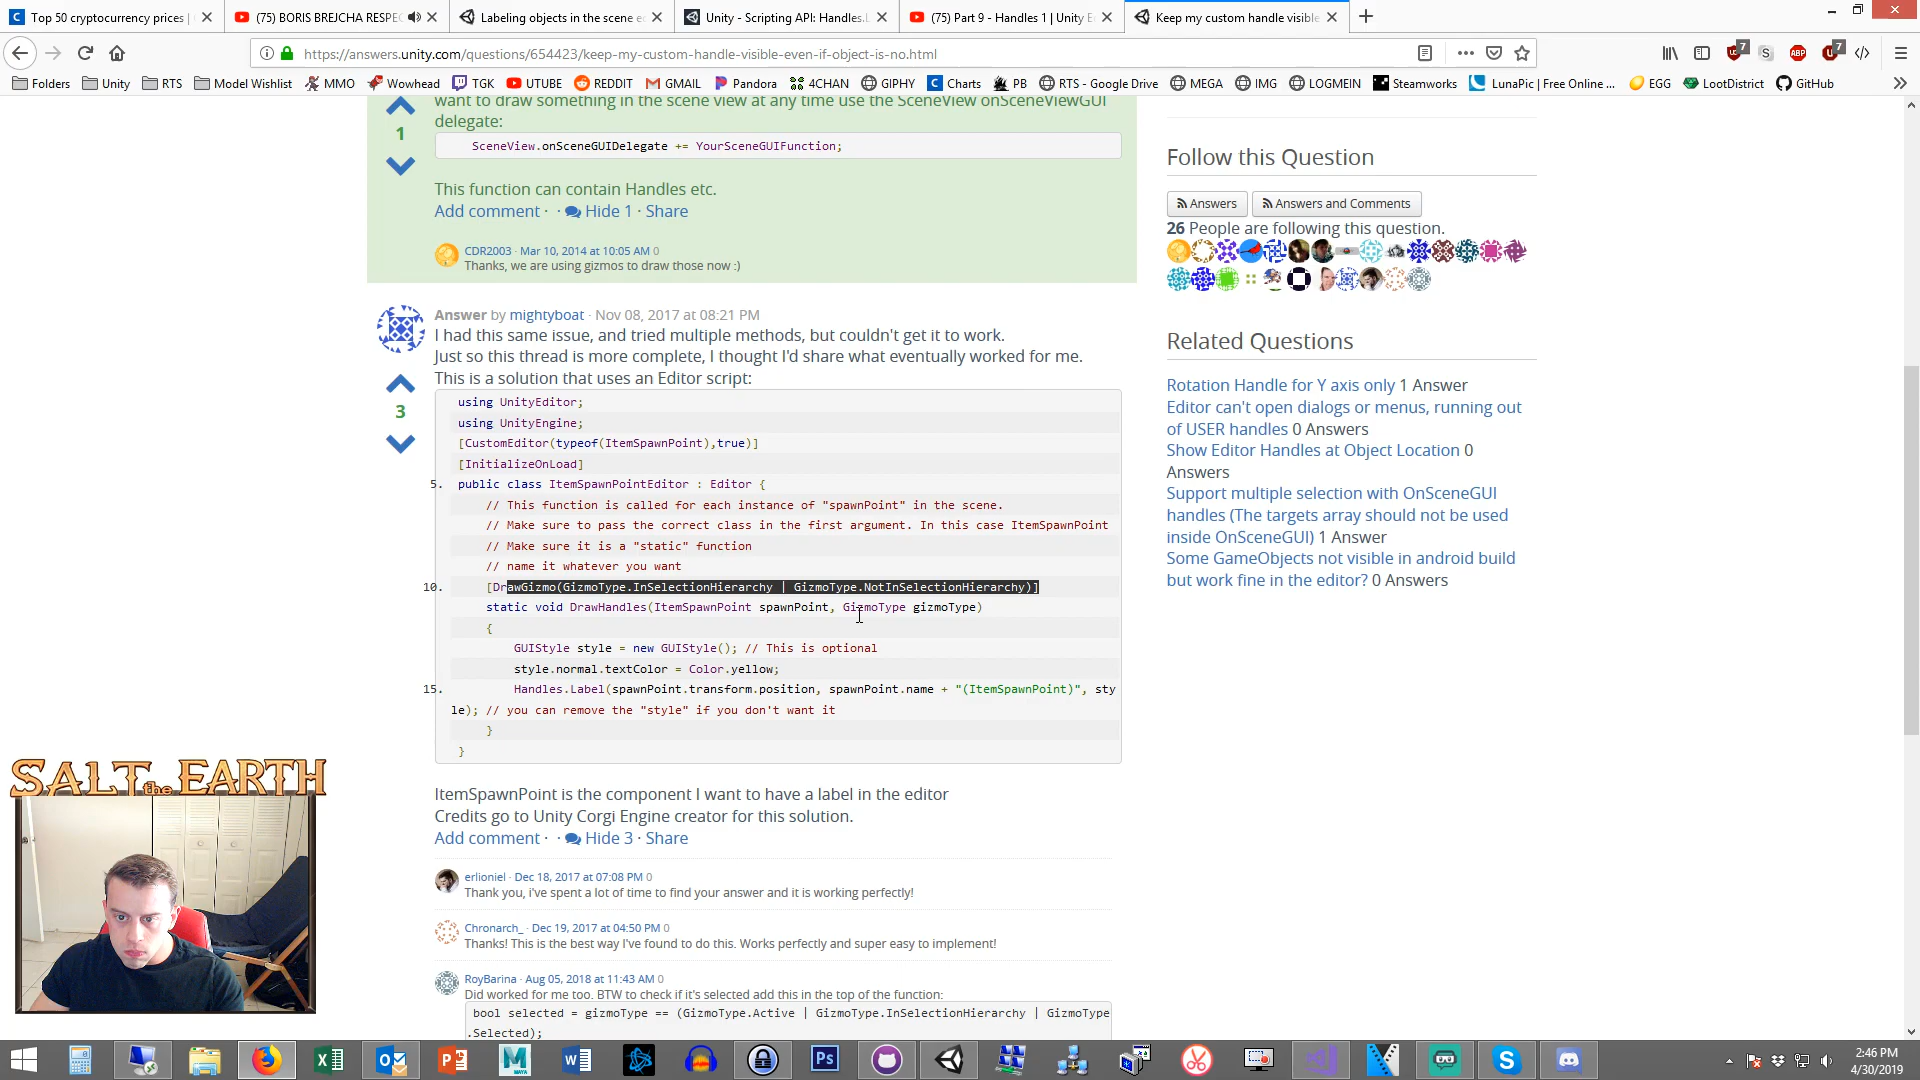 Top 50 cryptocurrency prices |
(75) BORIS BREJCHA RESPEC
Labeling objects in the scene e
Unity - Scripting API: Handles.L
(75) Part 9 - Handles 1 | Unity E
Keep my custom handle visible
https://answers.unity.com/questions/654423/keep-my-custom-handle-visible-even-if-object-is-no.html
7
S
ABP
7
Folders
Unity
RTS
Model Wishlist
MMO
Wowhead
TGK
UTUBE
REDDIT
GMAIL
Pandora
4CHAN
GIPHY
Charts
PB
RTS - Google Drive
MEGA
IMG
LOGMEIN
Steamworks
LunaPic | Free Online ...
EGG
LootDistrict
GitHub
want to draw something in the scene view at any time use the SceneView onSceneViewGUI
delegate:
1
SceneView.onSceneGUIDelegate += YourSceneGUIFunction;
This function can contain Handles etc.
Add comment · · Hide 1 · Share
CDR2003 · Mar 10, 2014 at 10:05 AM 0
Thanks, we are using gizmos to draw those now :)
Answer by mightyboat · Nov 08, 2017 at 08:21 PM
I had this same issue, and tried multiple methods, but couldn't get it to work.
Just so this thread is more complete, I thought I'd share what eventually worked for me.
This is a solution that uses an Editor script:
3
using UnityEditor;
using UnityEngine;
[CustomEditor(typeof(ItemSpawnPoint),true)]
[InitializeOnLoad]
5. public class ItemSpawnPointEditor : Editor {
// This function is called for each instance of "spawnPoint" in the scene.
// Make sure to pass the correct class in the first argument. In this case ItemSpawnPoint
// Make sure it is a "static" function
// name it whatever you want
10. [DrawGizmo(GizmoType.InSelectionHierarchy | GizmoType.NotInSelectionHierarchy)]
static void DrawHandles(ItemSpawnPoint spawnPoint, GizmoType gizmoType)
{
GUIStyle style = new GUIStyle(); // This is optional
style.normal.textColor = Color.yellow;
15. Handles.Label(spawnPoint.transform.position, spawnPoint.name + "(ItemSpawnPoint)", sty
le); // you can remove the "style" if you don't want it
}
}
ItemSpawnPoint is the component I want to have a label in the editor
Credits go to Unity Corgi Engine creator for this solution.
Add comment · · Hide 3 · Share
erlioniel · Dec 18, 2017 at 07:08 PM 0
Thank you, i've spent a lot of time to find your answer and it is working perfectly!
Chronarch_ · Dec 19, 2017 at 04:50 PM 0
Thanks! This is the best way I've found to do this. Works perfectly and super easy to implement!
RoyBarina · Aug 05, 2018 at 11:43 AM 0
Did worked for me too. BTW to check if it's selected add this in the top of the function:
bool selected = gizmoType == (GizmoType.Active | GizmoType.InSelectionHierarchy | GizmoType
.Selected);
Follow this Question
Answers
Answers and Comments
26 People are following this question.
Related Questions
Rotation Handle for Y axis only 1 Answer
Editor can't open dialogs or menus, running out
of USER handles 0 Answers
Show Editor Handles at Object Location 0
Answers
Support multiple selection with OnSceneGUI
handles (The targets array should not be used
inside OnSceneGUI) 1 Answer
Some GameObjects not visible in android build
but work fine in the editor? 0 Answers
SALT the EARTH
2:46 PM
4/30/2019